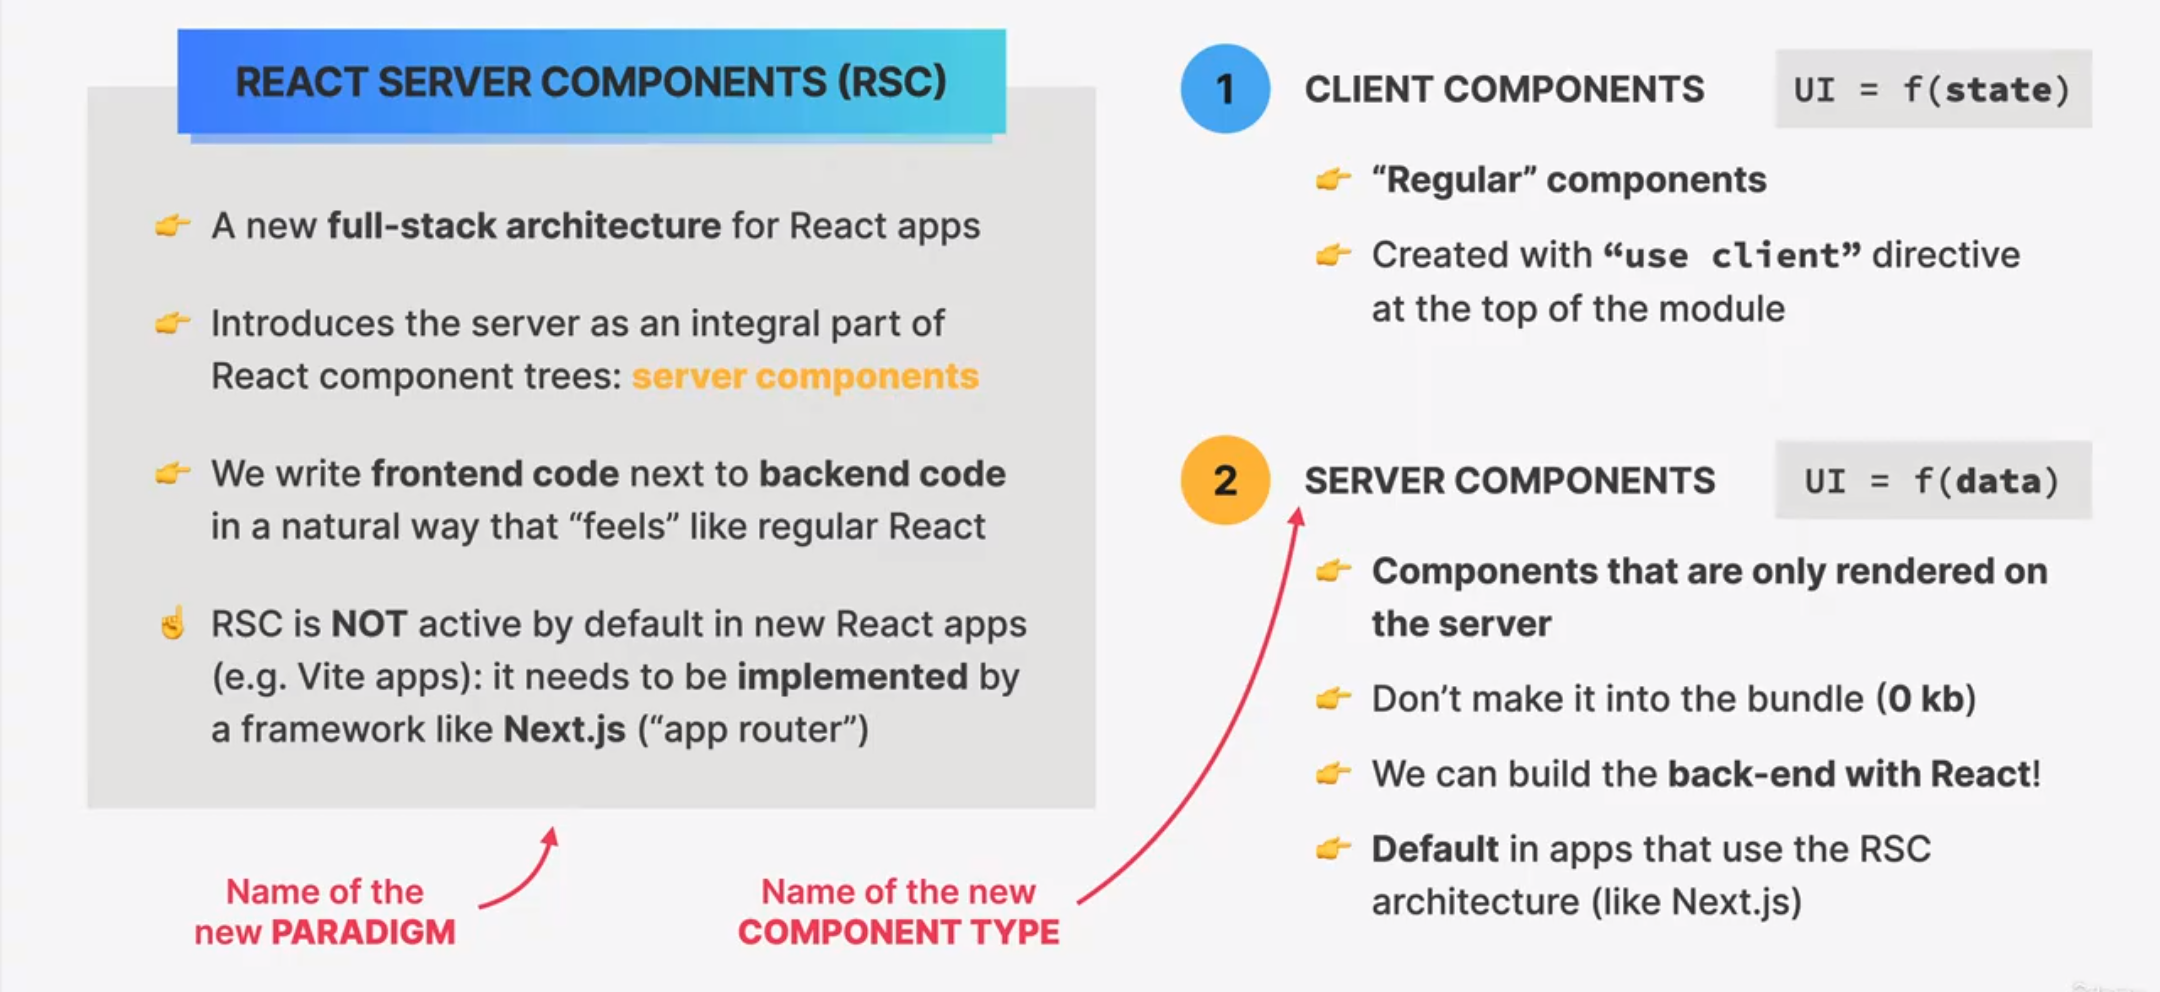 REACT SERVER COMPONENTS (RSC)
👉 A new full-stack architecture for React apps
👉 Introduces the server as an integral part of
React component trees: server components
👉 We write frontend code next to backend code
in a natural way that “feels” like regular React
☝️ RSC is NOT active by default in new React apps
(e.g. Vite apps): it needs to be implemented by
a framework like Next.js (“app router”)
Name of the
new PARADIGM
Name of the new
COMPONENT TYPE
1 CLIENT COMPONENTS UI = f(state)
👉 “Regular” components
👉 Created with “use client” directive
at the top of the module
2 SERVER COMPONENTS UI = f(data)
👉 Components that are only rendered on
the server
👉 Don’t make it into the bundle (0 kb)
👉 We can build the back-end with React!
👉 Default in apps that use the RSC
architecture (like Next.js)